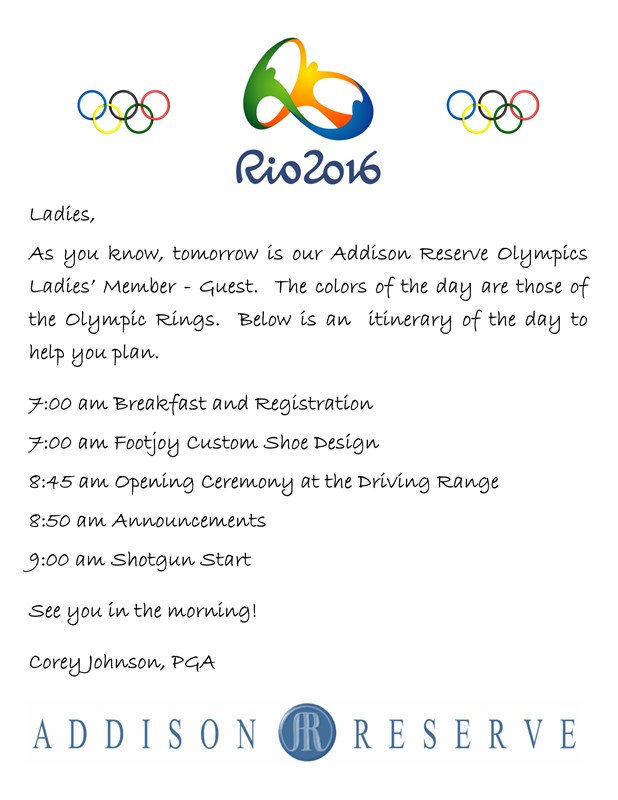 Rio2016
Ladies,
As you know, tomorrow is our Addison Reserve Olympics
Ladies' Member - Guest. The colors of the day are those of
the Olympic Rings. Below is an itinerary of the day to
help you plan.
7:00 am Breakfast and Registration
7:00 am Footjoy Custom Shoe Design
8:45 am Opening Ceremony at the Driving Range
8:50 am Announcements
9:00 am Shotgun Start
See you in the morning!
Corey Johnson, PGA
ADDISON AR RESERVE